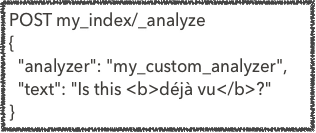 POST my_index/_analyze
{
"analyzer": "my_custom_analyzer",
"text": "Is this <b>déjà vu</b>?"
}